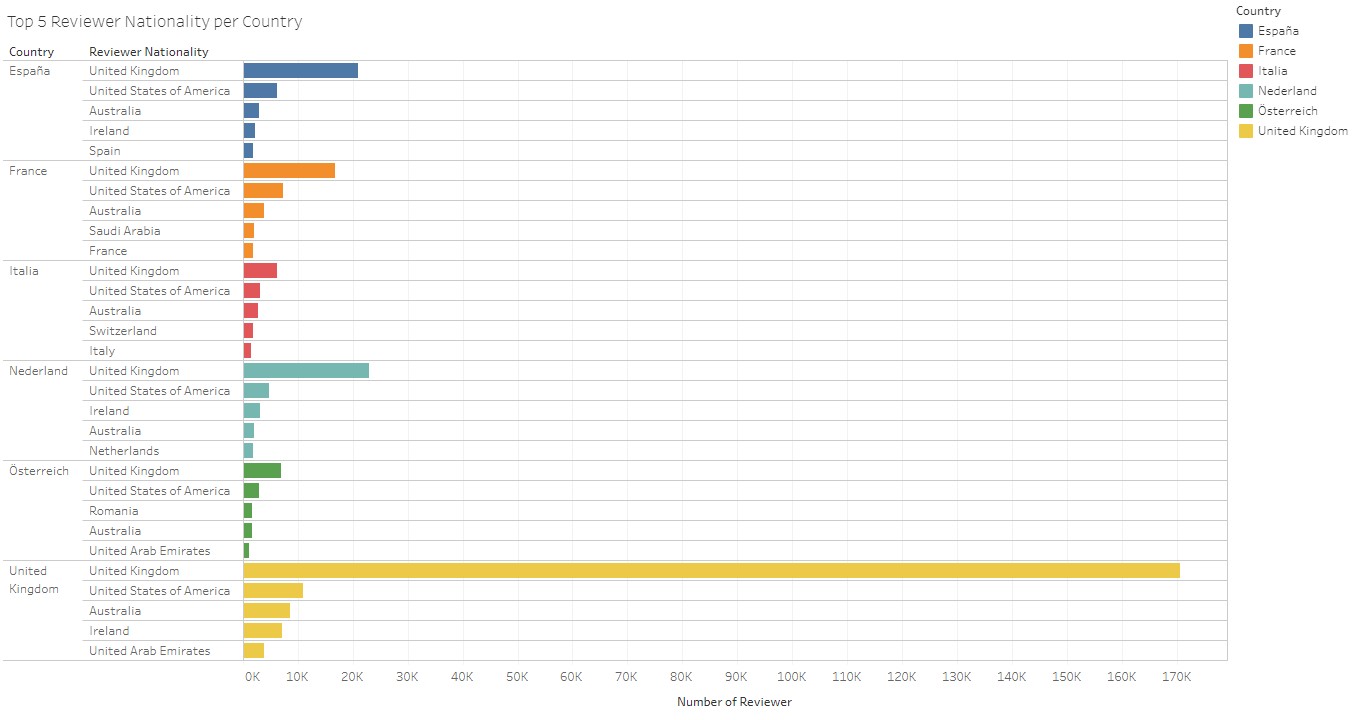 Top 5 Reviewer Nationality per Country
Country Reviewer Nationality
España United Kingdom
United States of America
Australia
Ireland
Spain
France United Kingdom
United States of America
Australia
Saudi Arabia
France
Italia United Kingdom
United States of America
Australia
Switzerland
Italy
Nederland United Kingdom
United States of America
Ireland
Australia
Netherlands
Österreich United Kingdom
United States of America
Romania
Australia
United Arab Emirates
United Kingdom United Kingdom
United States of America
Australia
Ireland
United Arab Emirates
0K 10K 20K 30K 40K 50K 60K 70K 80K 90K 100K 110K 120K 130K 140K 150K 160K 170K
Number of Reviewer
Country
España
France
Italia
Nederland
Österreich
United Kingdom